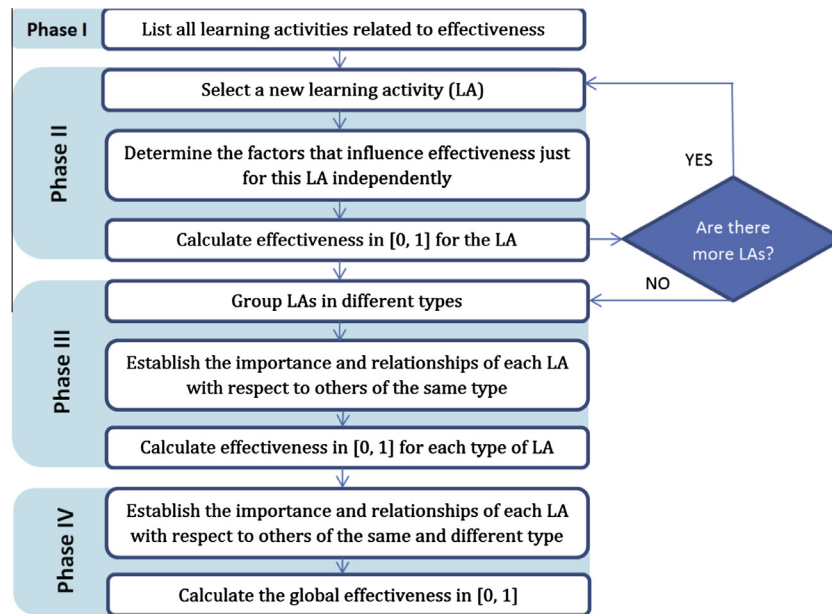 Phase I
List all learning activities related to effectiveness
Phase II
Select a new learning activity (LA)
Determine the factors that influence effectiveness just
for this LA independently
Calculate effectiveness in [0, 1] for the LA
YES
Are there
more LAs?
NO
Phase III
Group LAs in different types
Establish the importance and relationships of each LA
with respect to others of the same type
Calculate effectiveness in [0, 1] for each type of LA
Phase IV
Establish the importance and relationships of each LA
with respect to others of the same and different type
Calculate the global effectiveness in [0, 1]